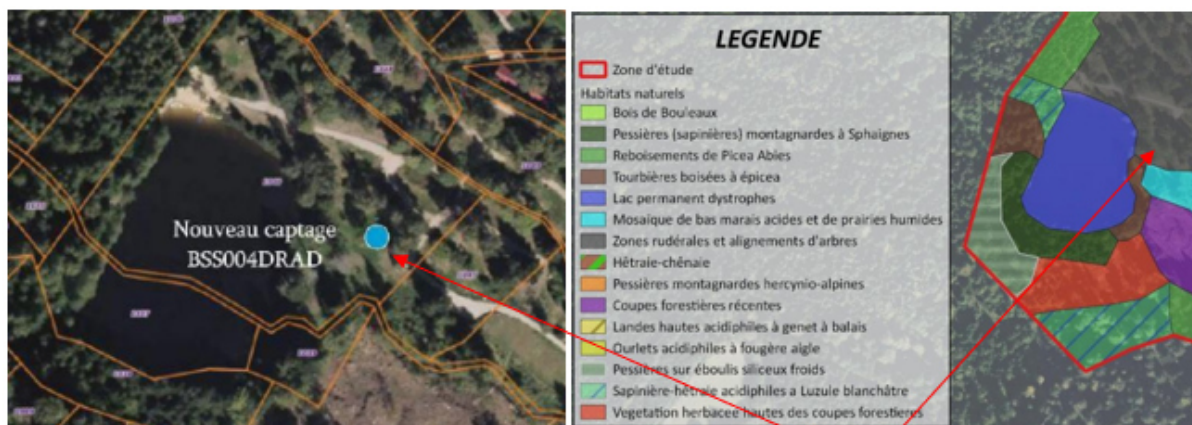 Nouveau captage
BSS004DRAD
LEGENDE
Zone d'étude
Habitats naturels
Bois de Bouleaux
Pessières (sapinières) montagnardes à Sphaignes
Reboisements de Picea Abies
Tourbières boisées à épicea
Lac permanent dystrophes
Mosaïque de bas marais acides et de prairies humides
Zones rudérales et alignements d'arbres
Hêtraie-chênaie
Pessières montagnardes hercynio-alpines
Coupes forestières récentes
Landes hautes acidiphiles à genet à balais
Ourlets acidiphiles à fougère aigle
Pessières sur éboulis siliceux froids
Sapinière-hêtraie acidiphiles a Luzule blanchâtre
Vegetation herbacee hautes des coupes forestieres